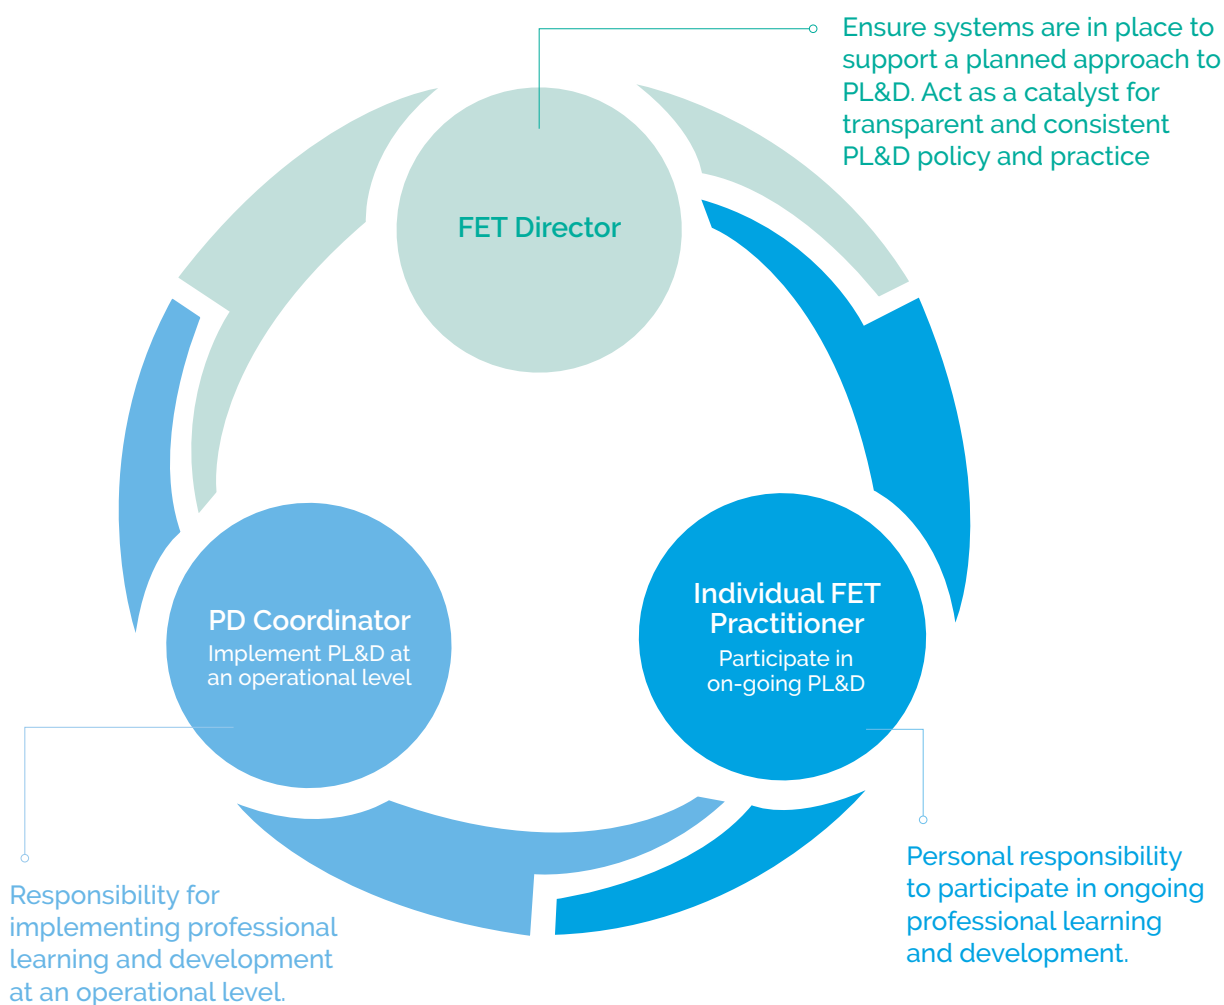 Ensure systems are in place to
support a planned approach to
PL&D. Act as a catalyst for
transparent and consistent
PL&D policy and practice
FET Director
PD Coordinator
Implement PL&D at
an operational level
Individual FET
Practitioner
Participate in
on-going PL&D
Responsibility for
implementing professional
learning and development
at an operational level.
Personal responsibility
to participate in ongoing
professional learning
and development.